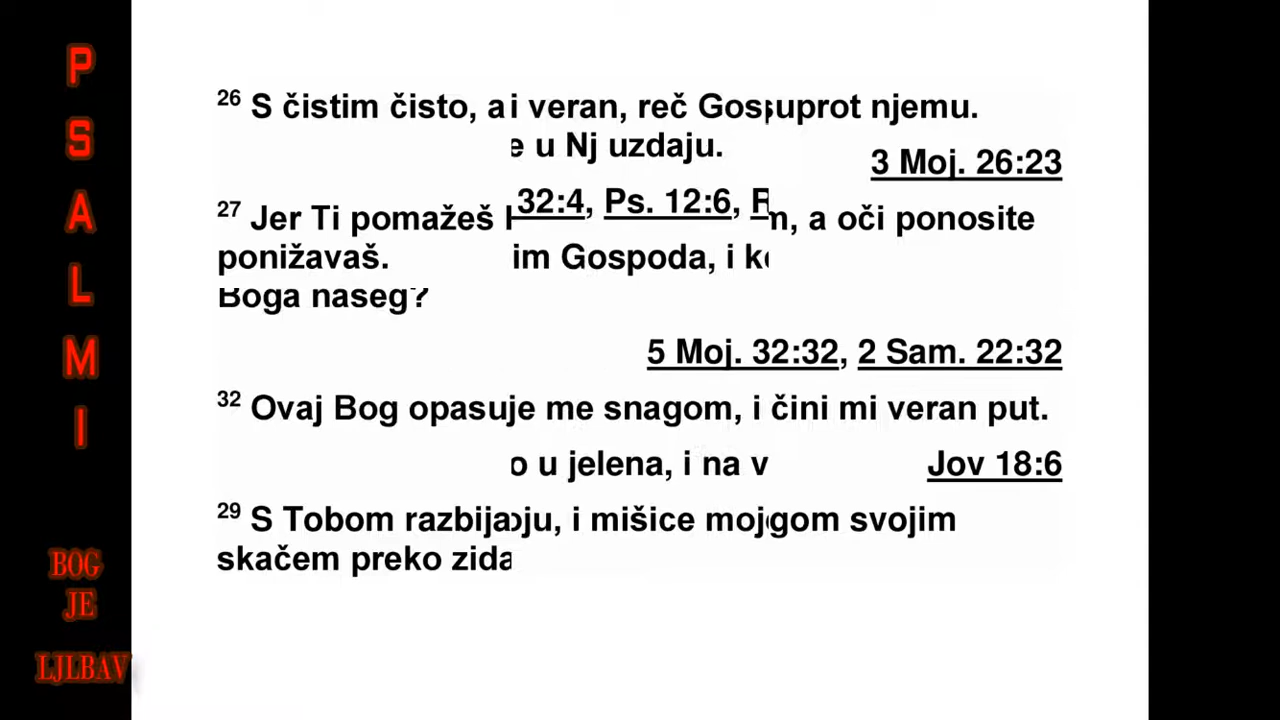 PSALMI
BOG
JE
LJLBAV
26 S čistim čisto, a i veran, reč Gos uprot njemu.
e u Nj uzdaju.
3 Moj. 26:23
32:4, Ps. 12:6,
27 Jer Ti pomažeš n, a oči ponosite
ponižavaš. im Gospoda, i k
Boga naseg?
5 Moj. 32:32, 2 Sam. 22:32
32 Ovaj Bog opasuje me snagom, i čini mi veran put.
o u jelena, i na v Jov 18:6
29 S Tobom razbija ju, i mišice moj gom svojim
skačem preko zida